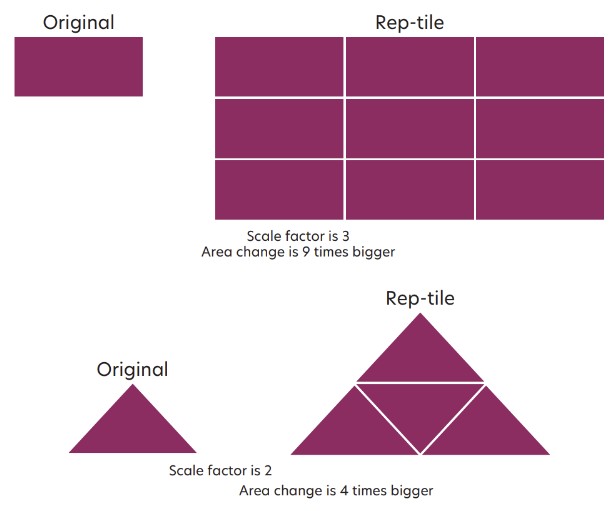 Original
Rep-tile
Scale factor is 3
Area change is 9 times bigger
Rep-tile
Original
Scale factor is 2
Area change is 4 times bigger